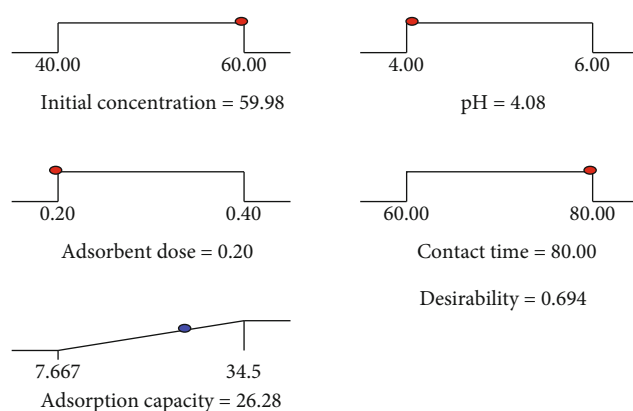 40.00 60.00
Initial concentration = 59.98
4.00 6.00
pH = 4.08
0.20 0.40
Adsorbent dose = 0.20
60.00 80.00
Contact time = 80.00
Desirability = 0.694
7.667 34.5
Adsorption capacity = 26.28